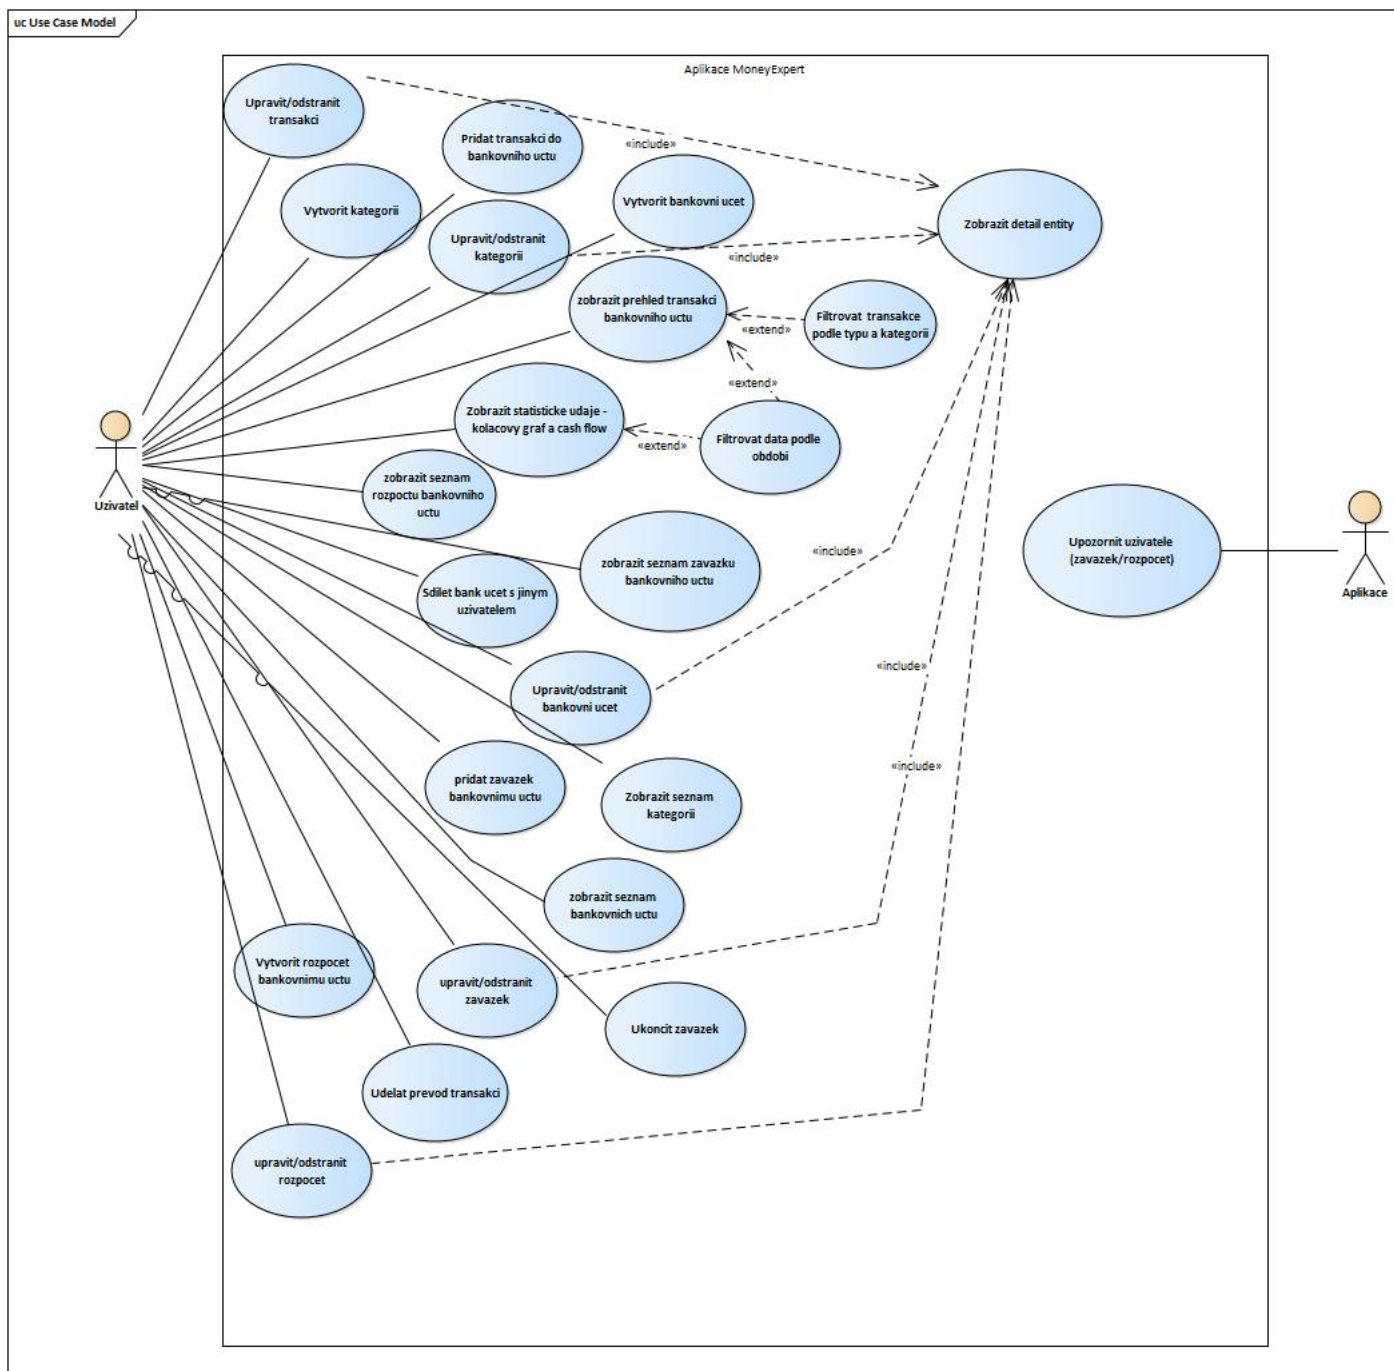 uc Use Case Model
Aplikace MoneyExpert
Upravit/odstranit
transakci
Pridat transakci do
bankovniho uctu
«include»
Vytvorit kategorii
Vytvorit bankovni ucet
Zobrazit detail entity
Upravit/odstranit
kategorii
«include»
zobrazit prehled transakci
bankovniho uctu
«extend»
Filtrovat  transakce
podle typu a kategorii
«extend»
Zobrazit statisticke udaje -
kolacovy graf a cash flow
«extend»
Filtrovat data podle
obdobi
zobrazit seznam
rozpoctu bankovniho
uctu
Uzivatel
Upozornit uzivatele
(zavazek/rozpocet)
Aplikace
«include»
zobrazit seznam zavazku
bankovniho uctu
Sdilet bank ucet s jinym
uzivatelem
«include»
Upravit/odstranit
bankovni ucet
«include»
pridat zavazek
bankovnimu uctu
Zobrazit seznam
kategorii
zobrazit seznam
bankovnich uctu
Vytvorit rozpocet
bankovnimu uctu
upravit/odstranit
zavazek
Ukoncit zavazek
Udelat prevod transakci
upravit/odstranit
rozpocet